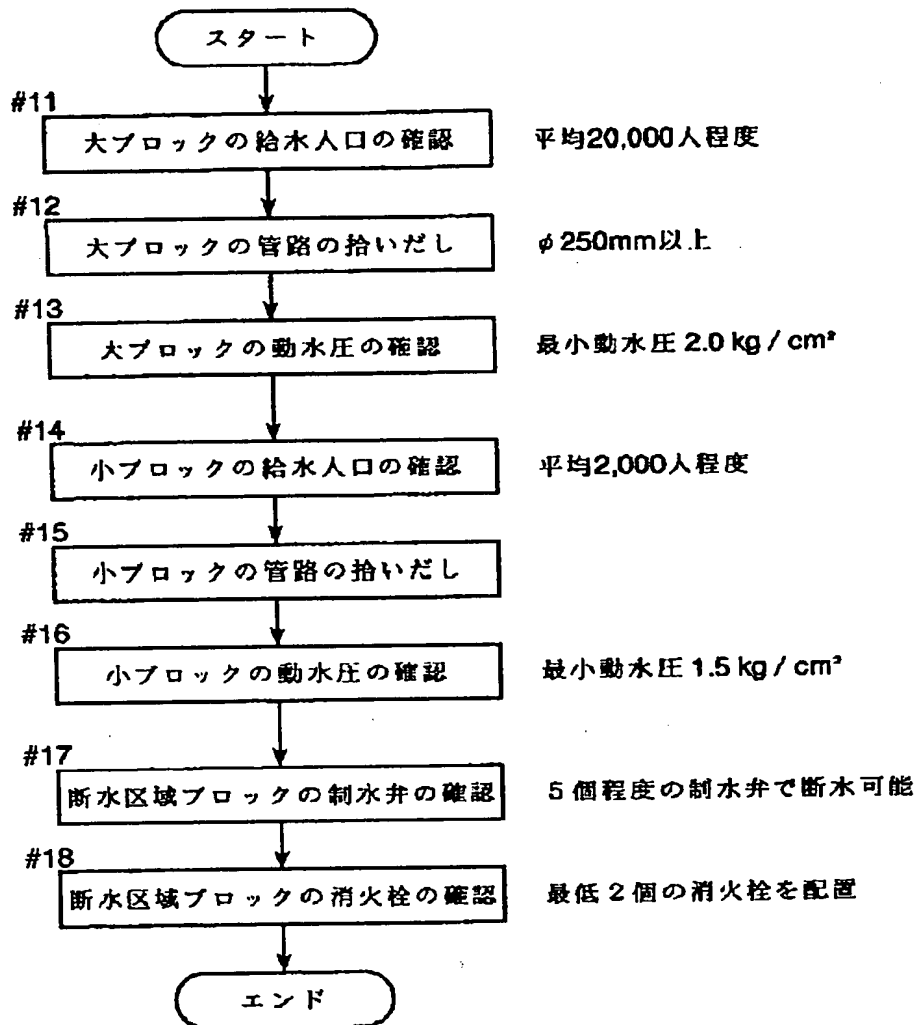 スタート
#11
大ブロックの給水人口の確認 平均20,000人程度
#12
大ブロックの管路の拾いだし φ250mm以上
#13
大ブロックの動水圧の確認 最小動水圧 2.0 kg / cm²
#14
小ブロックの給水人口の確認 平均2,000人程度
#15
小ブロックの管路の拾いだし
#16
小ブロックの動水圧の確認 最小動水圧 1.5 kg / cm²
#17
断水区域ブロックの制水弁の確認 5個程度の制水弁で断水可能
#18
断水区域ブロックの消火栓の確認 最低2個の消火栓を配置
エンド